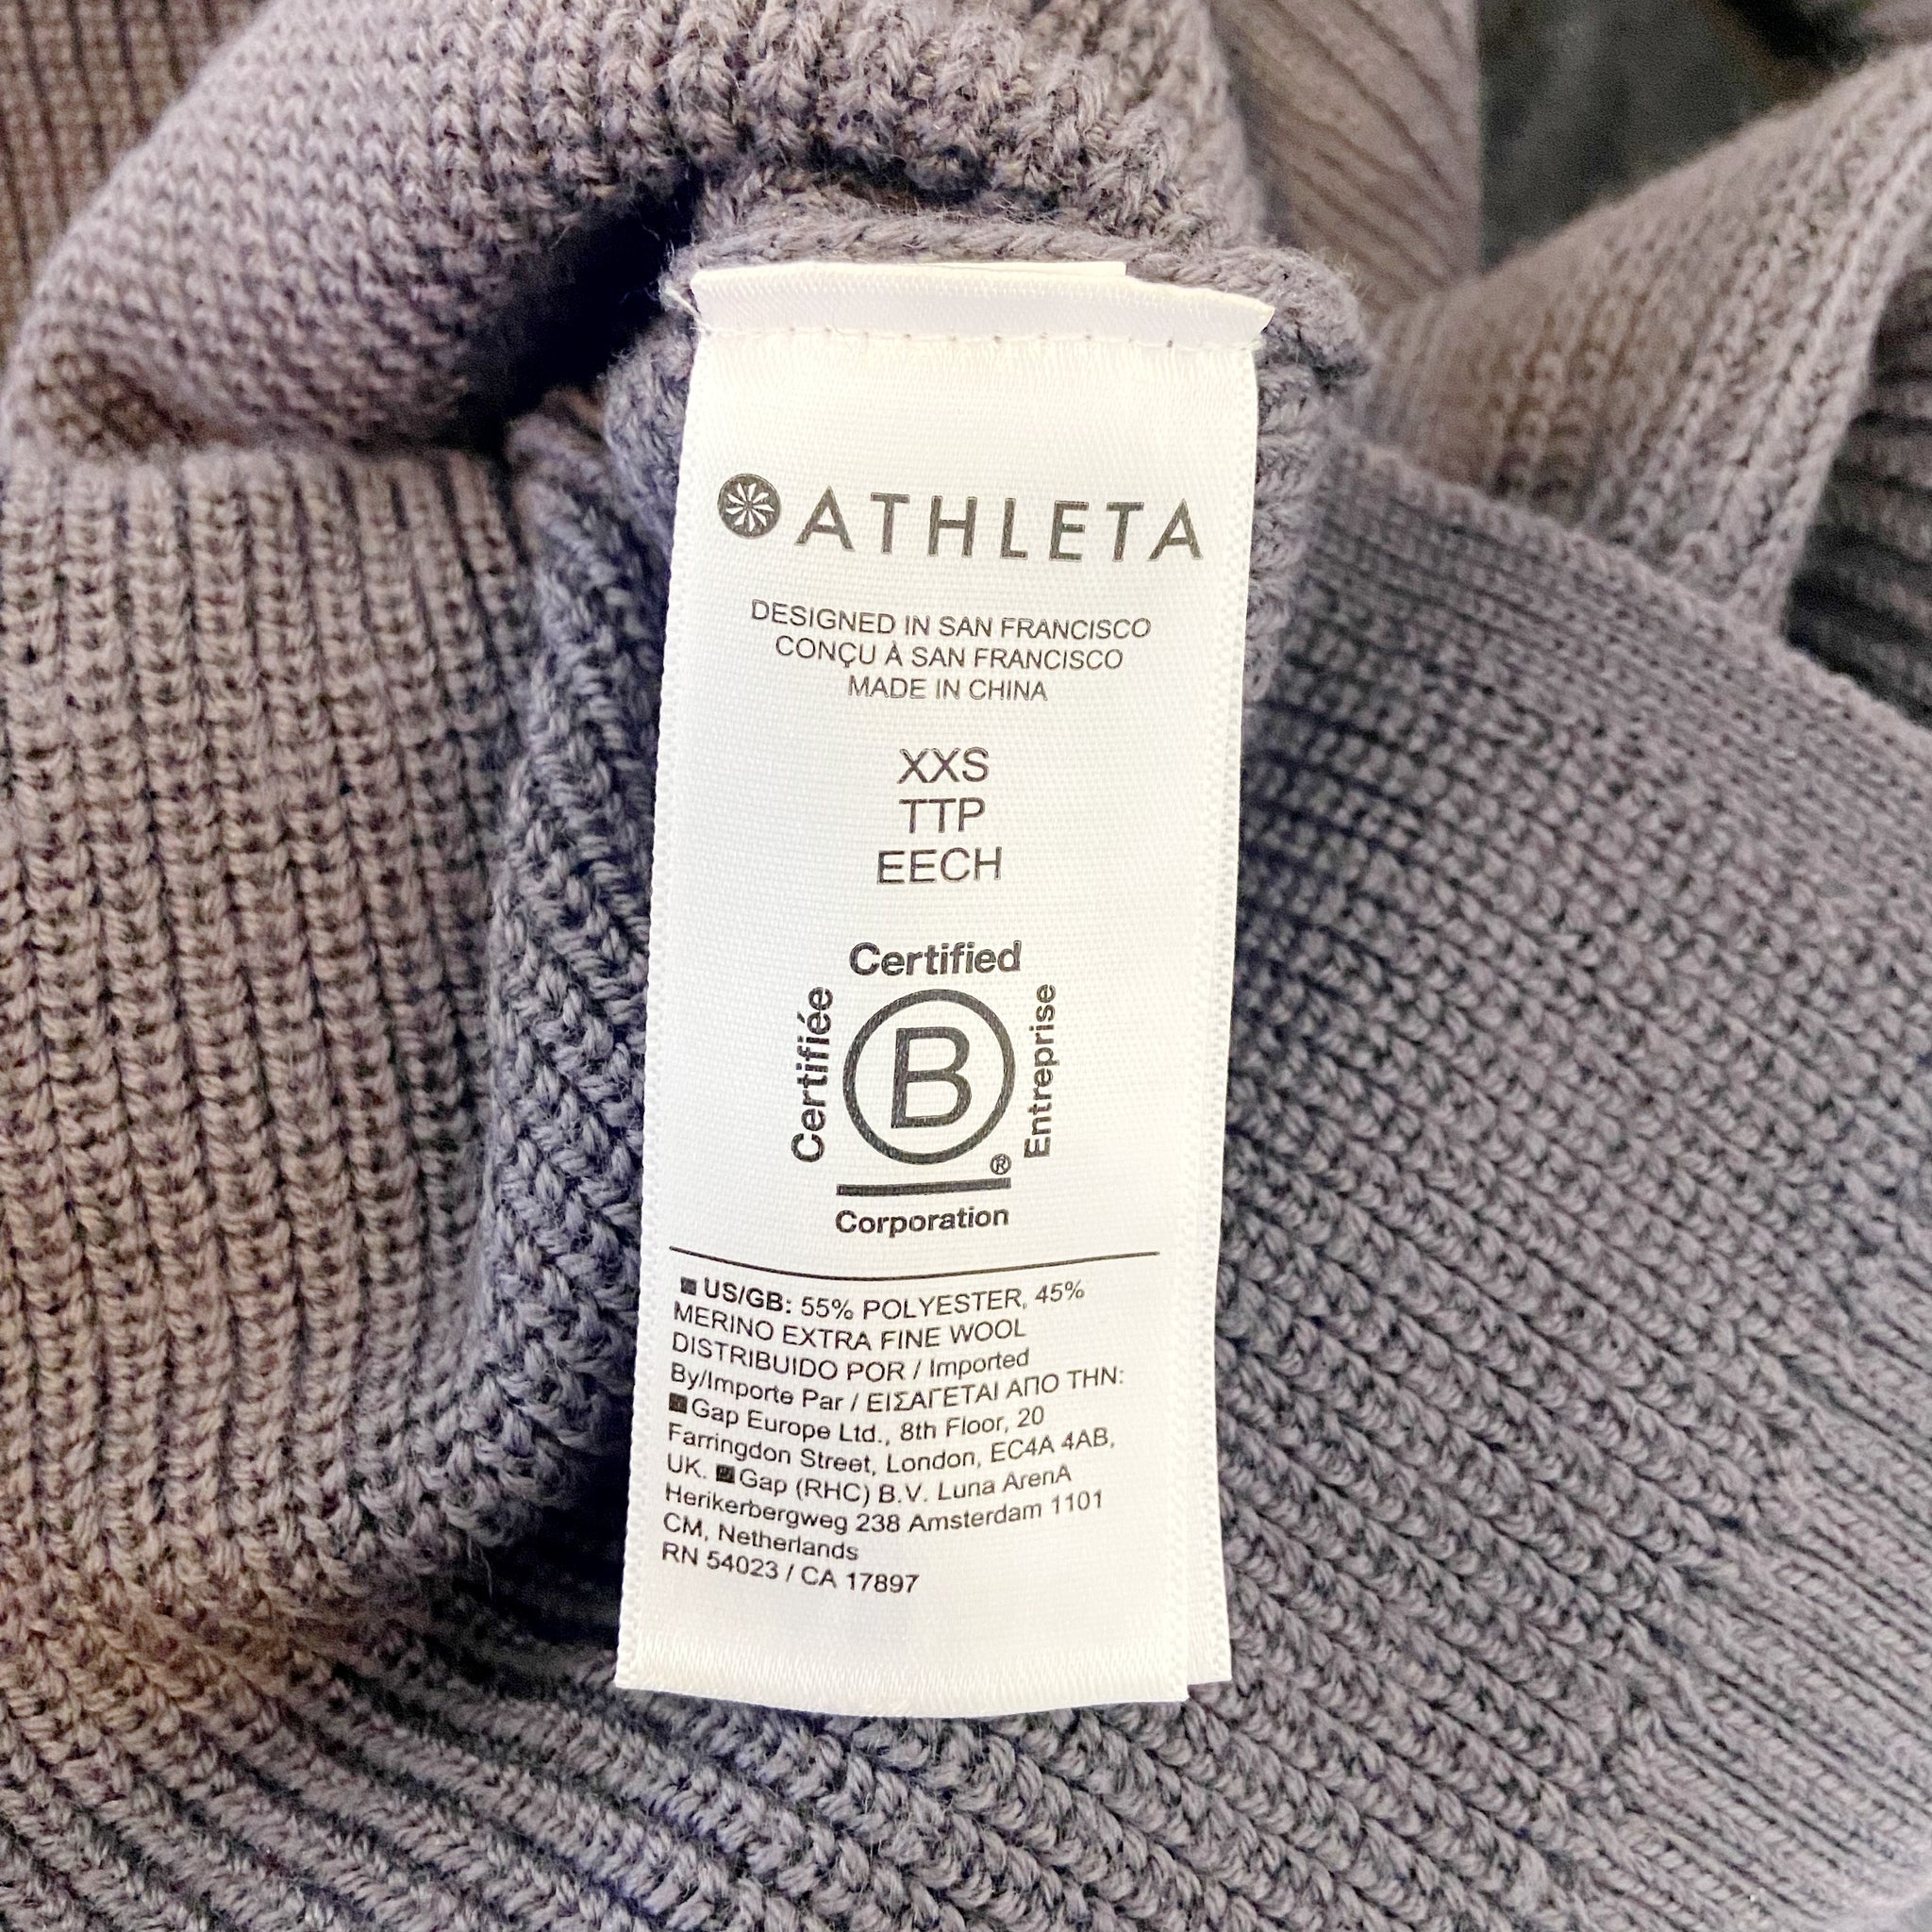 ATHLETA
DESIGNED IN SAN FRANCISCO
CONÇU À SAN FRANCISCO
MADE IN CHINA
XXS
TTP
EECH
Certified
Certifiée
B
®
Entreprise
Corporation
US/GB: 55% POLYESTER, 45%
MERINO EXTRA FINE WOOL
DISTRIBUIDO POR / Imported
By/Importe Par / ΕΙΣΑΓΕΤΑΙ ΑΠΟ ΤΗΝ:
Gap Europe Ltd., 8th Floor, 20
Farringdon Street, London, EC4A 4AB,
UK. Gap (RHC) B.V. Luna ArenA
Herikerbergweg 238 Amsterdam 1101
CM, Netherlands
RN 54023 / CA 17897